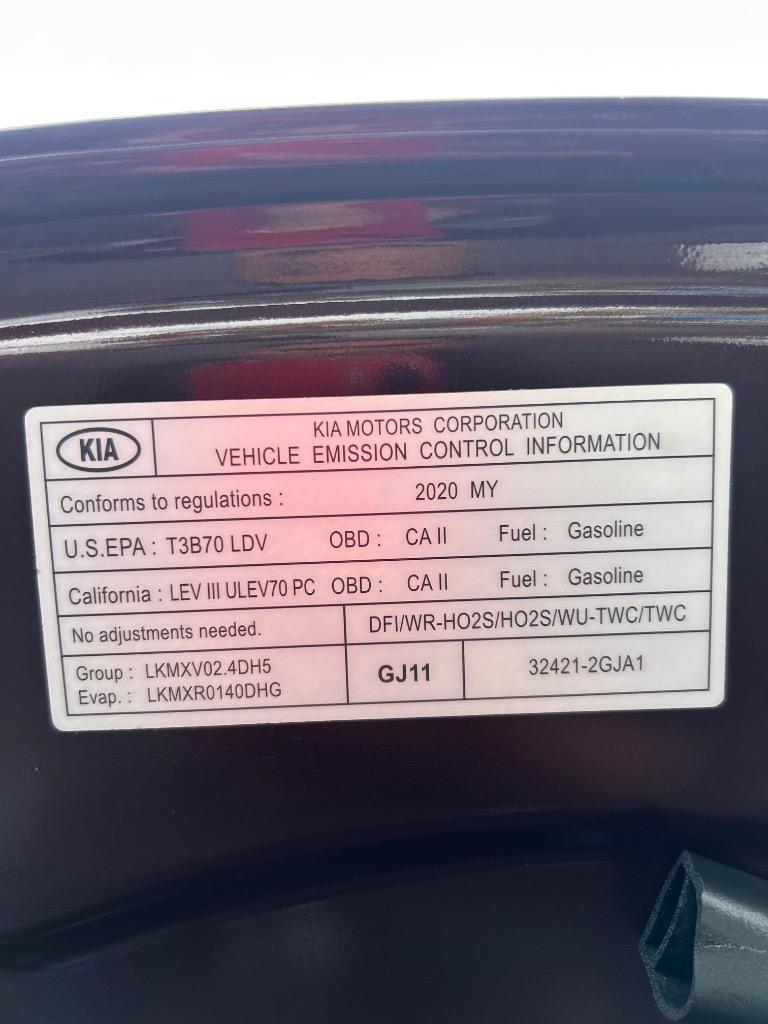 KIA
KIA MOTORS CORPORATION
VEHICLE EMISSION CONTROL INFORMATION
Conforms to regulations : 2020 MY
U.S.EPA : T3B70 LDV OBD : CA II Fuel : Gasoline
California : LEV III ULEV70 PC OBD : CA II Fuel : Gasoline
No adjustments needed. DFI/WR-HO2S/HO2S/WU-TWC/TWC
Group : LKMXV02.4DH5
Evap. : LKMXR0140DHG
GJ11
32421-2GJA1